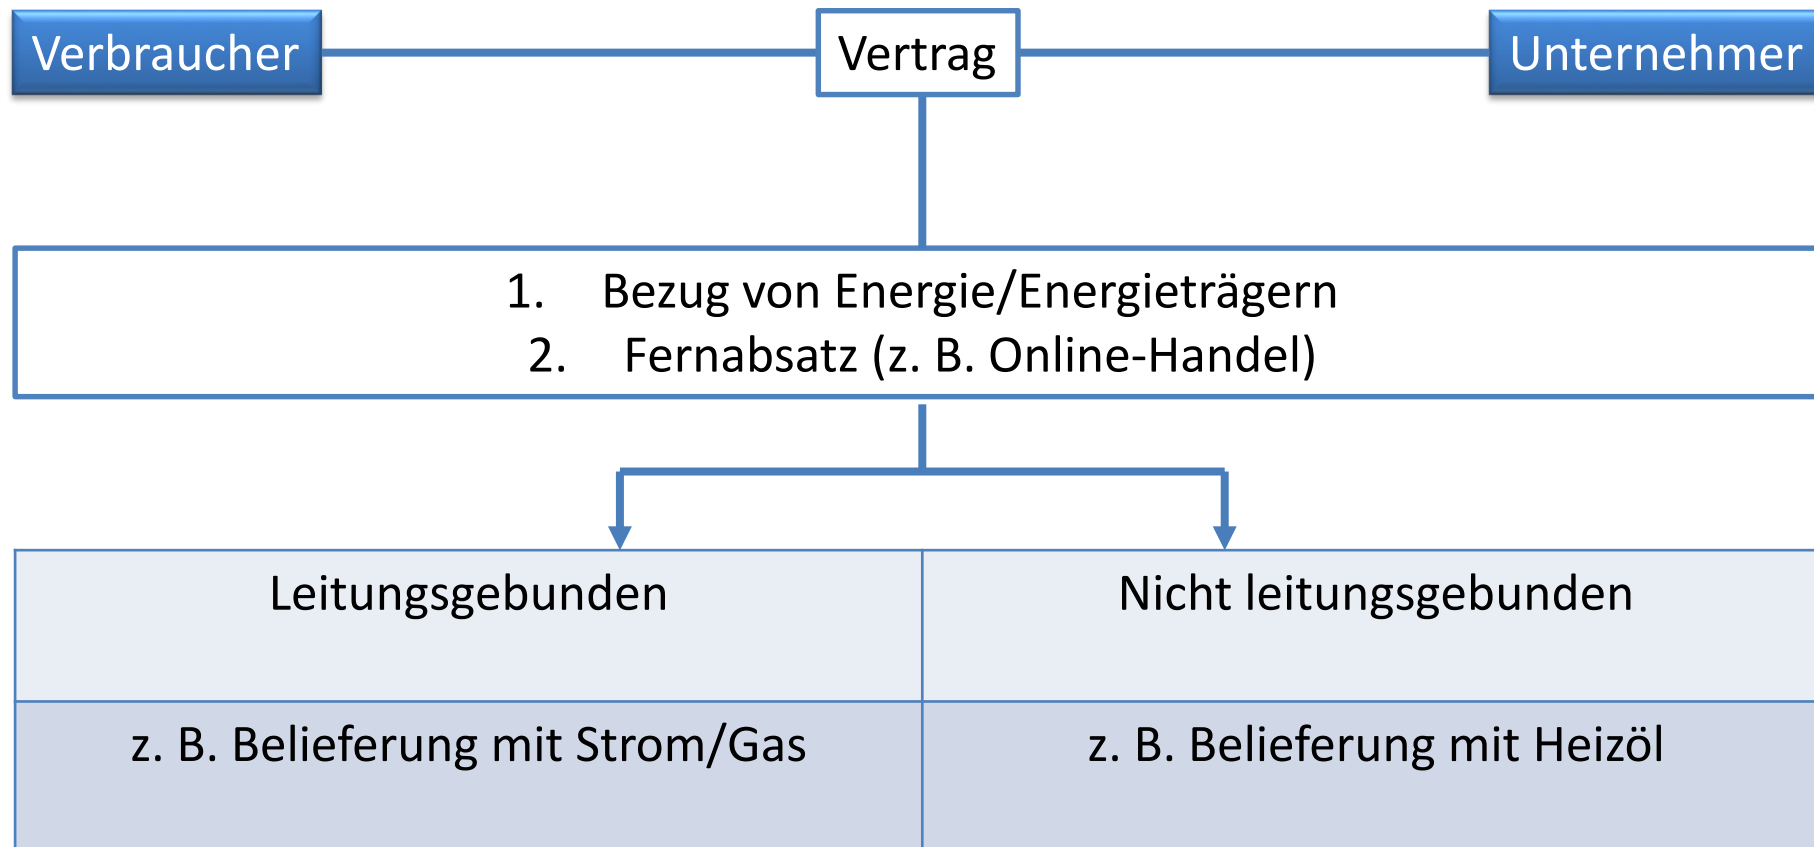 Verbraucher Vertrag Unternehmer
1. Bezug von Energie/Energieträgern
2. Fernabsatz (z. B. Online-Handel)
Leitungsgebunden Nicht leitungsgebunden
z. B. Belieferung mit Strom/Gas z. B. Belieferung mit Heizöl